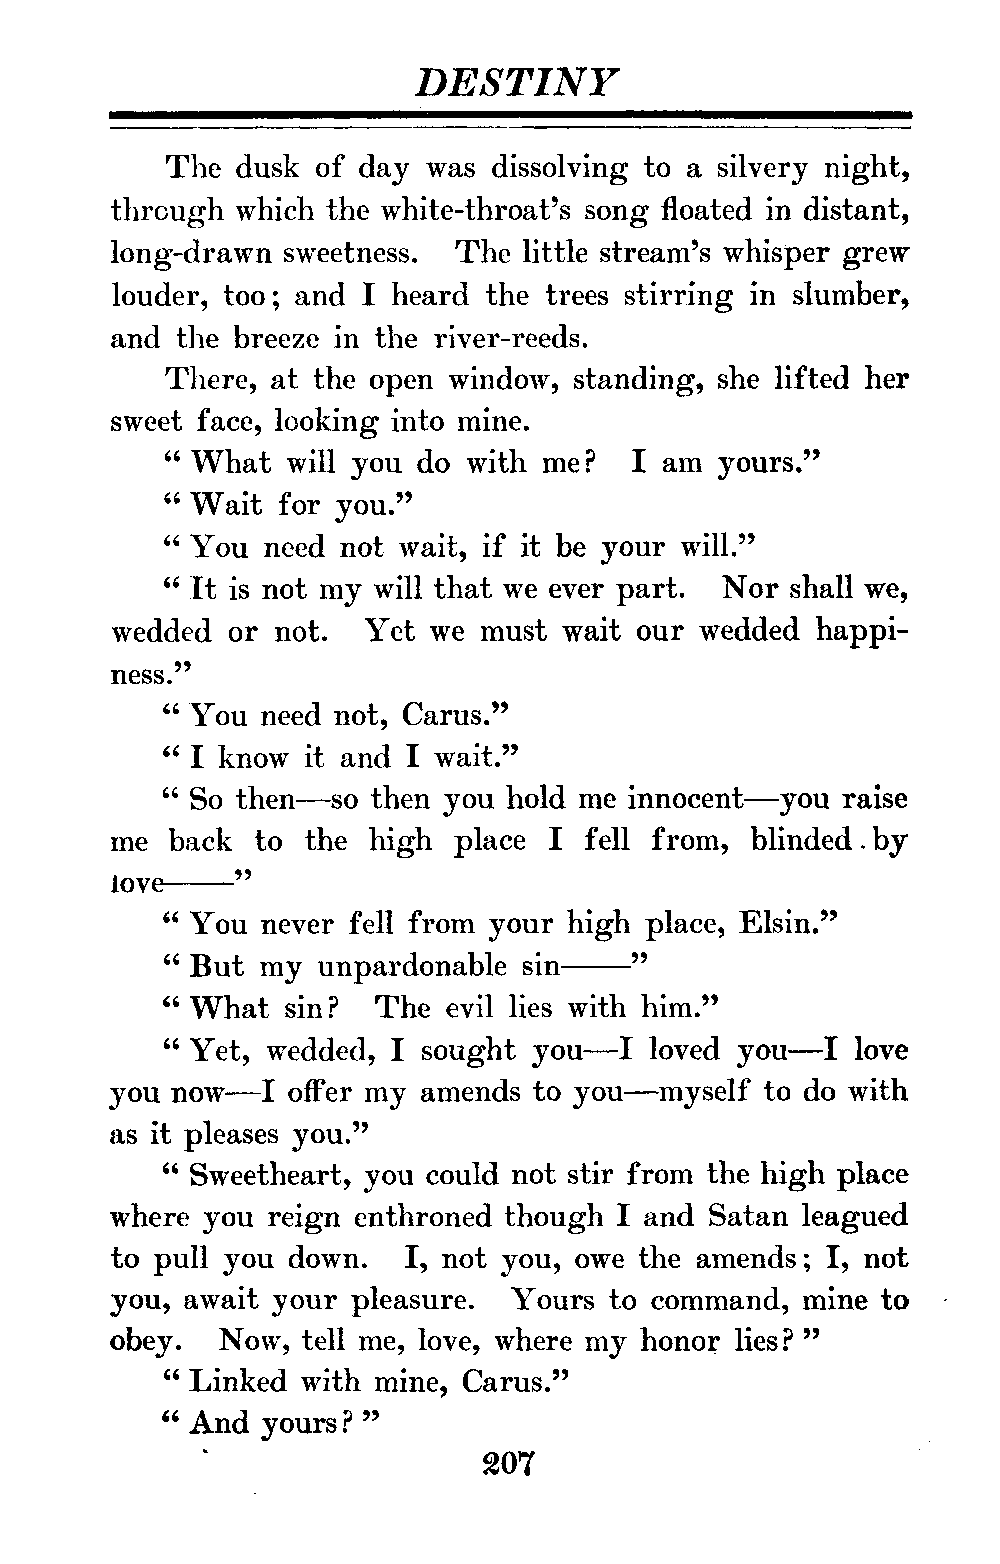 DESTINY
The dusk of day was dissolving to a silvery night,
through which the white-throat's song floated in distant,
long-drawn sweetness. The little stream's whisper grew
louder, too; and I heard the trees stirring in slumber,
and the breeze in the river-reeds.
There, at the open window, standing, she lifted her
sweet face, looking into mine.
“ What will you do with me? I am yours.”
“ Wait for you.”
“ You need not wait, if it be your will.”
“ It is not my will that we ever part. Nor shall we,
wedded or not. Yet we must wait our wedded happi-
ness.”
“ You need not, Carus.”
“ I know it and I wait.”
“ So then—so then you hold me innocent—you raise
me back to the high place I fell from, blinded by
love——”
“ You never fell from your high place, Elsin.”
“ But my unpardonable sin——”
“ What sin? The evil lies with him.”
“ Yet, wedded, I sought you—I loved you—I love
you now—I offer my amends to you—myself to do with
as it pleases you.”
“ Sweetheart, you could not stir from the high place
where you reign enthroned though I and Satan leagued
to pull you down. I, not you, owe the amends; I, not
you, await your pleasure. Yours to command, mine to
obey. Now, tell me, love, where my honor lies? ”
“ Linked with mine, Carus.”
“ And yours? ”
207